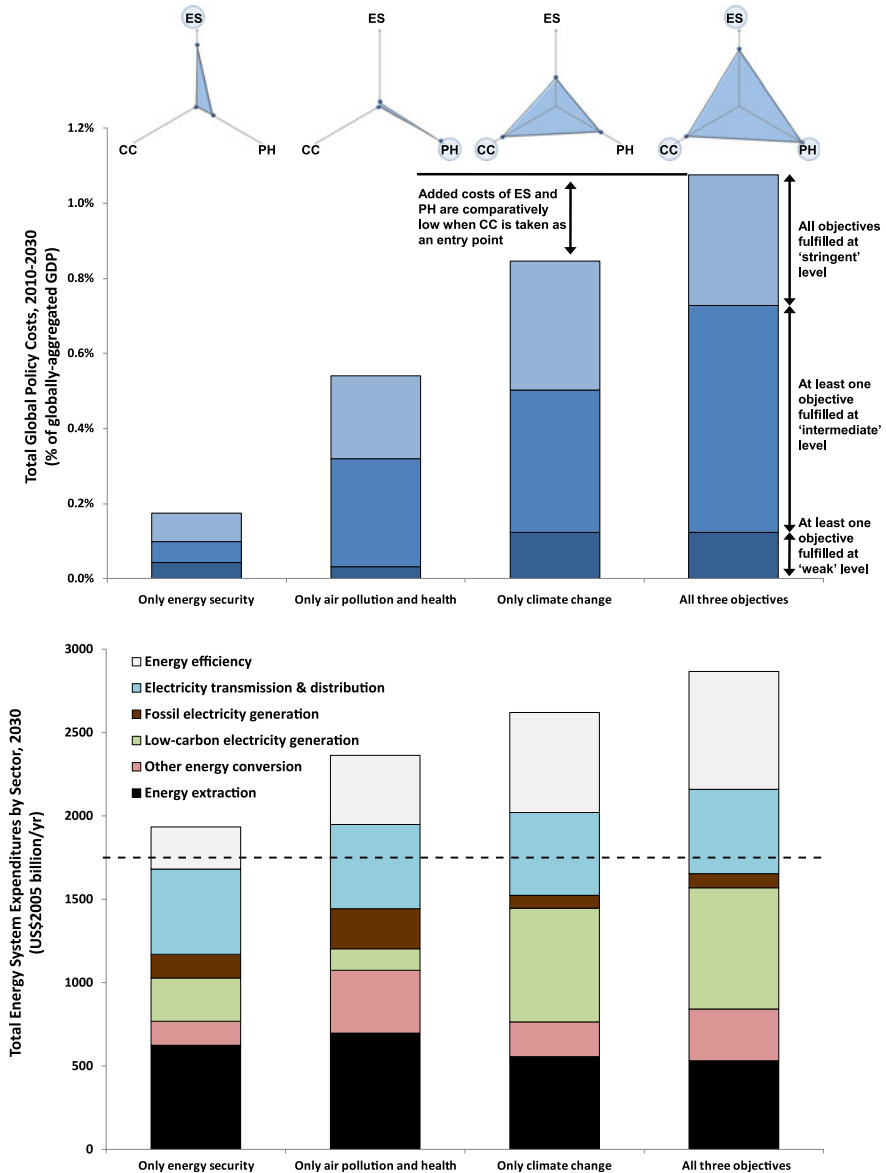 ES
ES
ES
ES
CC
PH
CC
PH
CC
PH
CC
PH
Total Global Policy Costs, 2010-2030
(% of globally-aggregated GDP)
1.2%
1.0%
0.8%
0.6%
0.4%
0.2%
0.0%
Added costs of ES and
PH are comparatively
low when CC is taken as
an entry point
All objectives
fulfilled at
‘stringent’
level
At least one
objective
fulfilled at
‘intermediate’
level
At least one
objective
fulfilled at
‘weak’ level
Only energy security
Only air pollution and health
Only climate change
All three objectives
Total Energy System Expenditures by Sector, 2030
(US$2005 billion/yr)
3000
2500
2000
1500
1000
500
0
Energy efficiency
Electricity transmission & distribution
Fossil electricity generation
Low-carbon electricity generation
Other energy conversion
Energy extraction
Only energy security
Only air pollution and health
Only climate change
All three objectives